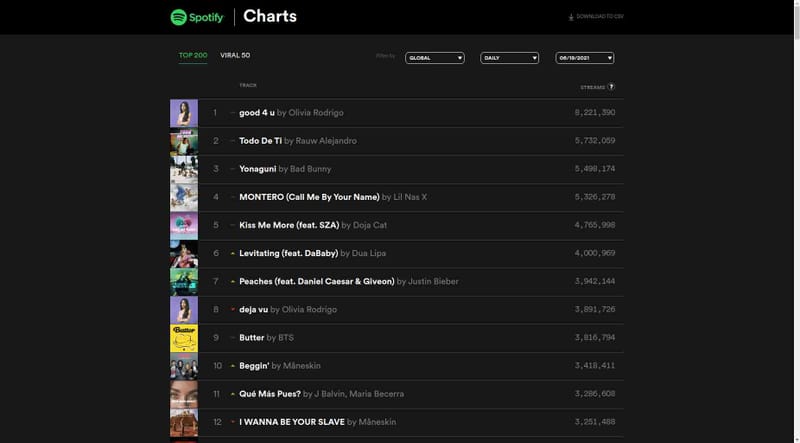 Spotify Charts
DOWNLOAD TO CSV
TOP 200 VIRAL 50 Filter by GLOBAL DAILY 06/19/2021
TRACK STREAMS ?
1 good 4 u by Olivia Rodrigo 8,221,390
2 Todo De Ti by Rauw Alejandro 5,732,059
3 Yonaguni by Bad Bunny 5,498,174
4 MONTERO (Call Me By Your Name) by Lil Nas X 5,326,278
5 Kiss Me More (feat. SZA) by Doja Cat 4,765,998
6 Levitating (feat. DaBaby) by Dua Lipa 4,000,969
7 Peaches (feat. Daniel Caesar & Giveon) by Justin Bieber 3,942,144
8 deja vu by Olivia Rodrigo 3,891,726
Butter
9 Butter by BTS 3,816,794
10 Beggin' by Måneskin 3,418,411
11 Qué Más Pues? by J Balvin, Maria Becerra 3,286,608
12 I WANNA BE YOUR SLAVE by Måneskin 3,251,488